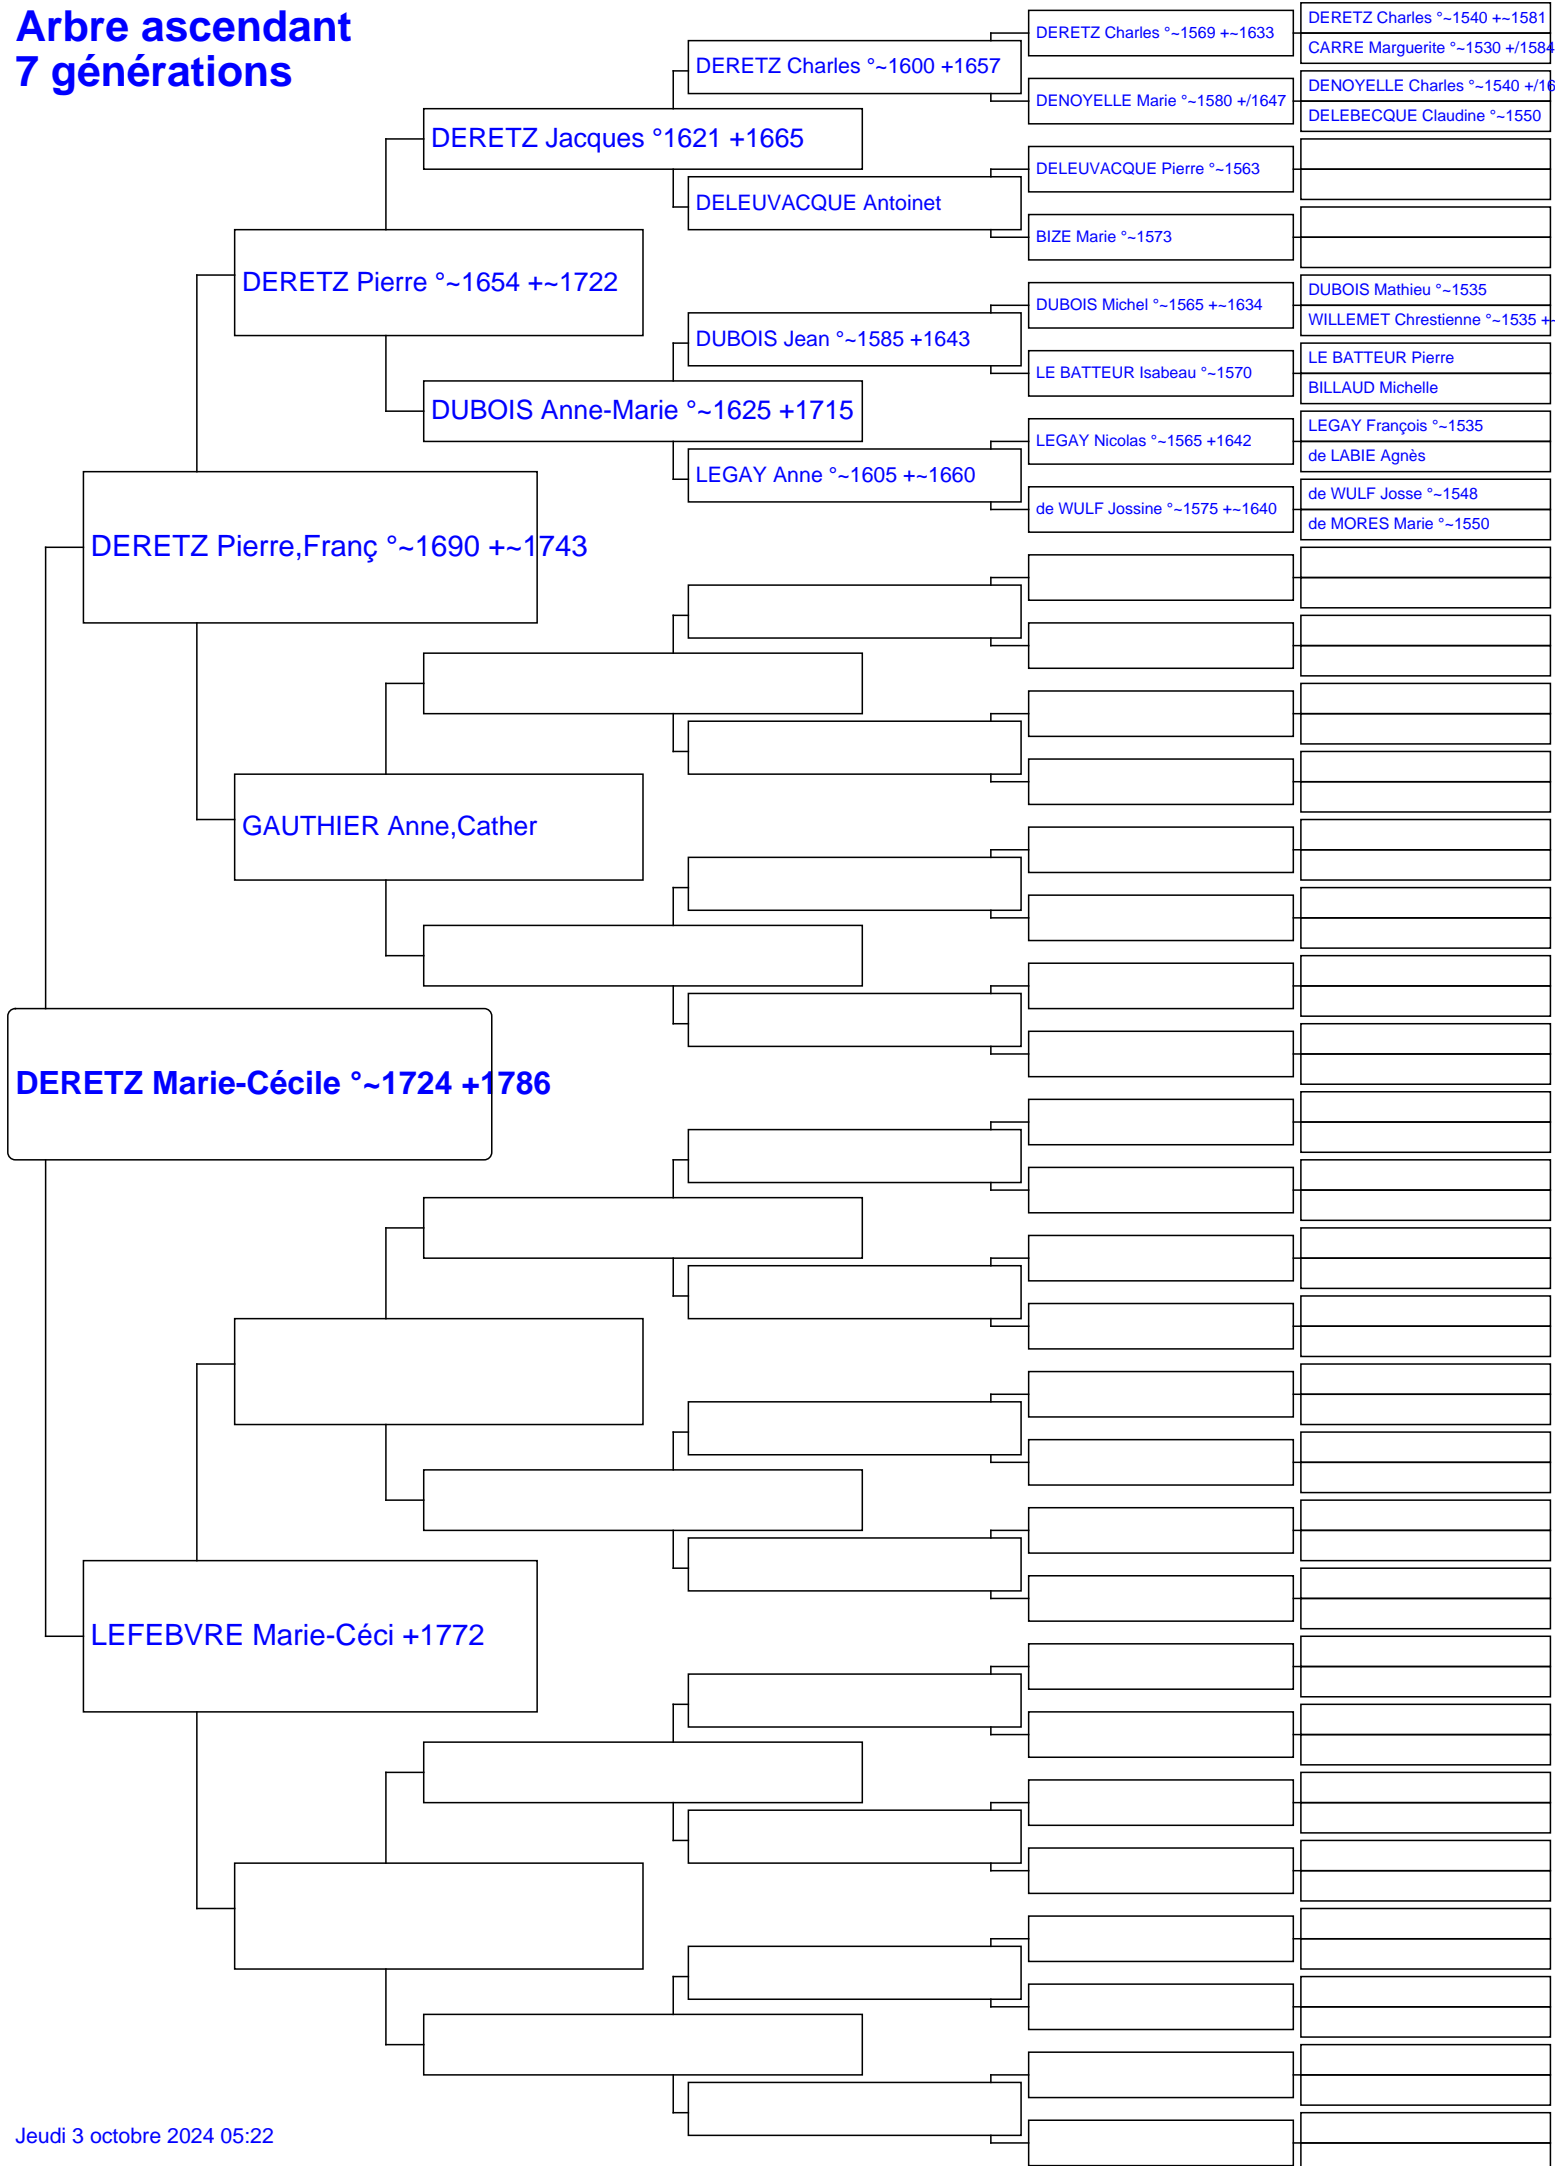 Arbre ascendant
7 générations
DERETZ Charles °~1540 +~1581
DERETZ Charles °~1569 +~1633
CARRE Marguerite °~1530 +/1584
DERETZ Charles °~1600 +1657
DENOYELLE Charles °~1540 +/16
DENOYELLE Marie °~1580 +/1647
DELEBECQUE Claudine °~1550
DERETZ Jacques °1621 +1665
DELEUVACQUE Pierre °~1563
DELEUVACQUE Antoinet
BIZE Marie °~1573
DERETZ Pierre °~1654 +~1722
DUBOIS Mathieu °~1535
DUBOIS Michel °~1565 +~1634
WILLEMET Chrestienne °~1535 +~
DUBOIS Jean °~1585 +1643
LE BATTEUR Pierre
LE BATTEUR Isabeau °~1570
BILLAUD Michelle
DUBOIS Anne-Marie °~1625 +1715
LEGAY François °~1535
LEGAY Nicolas °~1565 +1642
de LABIE Agnès
LEGAY Anne °~1605 +~1660
de WULF Josse °~1548
de WULF Jossine °~1575 +~1640
de MORES Marie °~1550
DERETZ Pierre,Franç °~1690 +~1743
GAUTHIER Anne,Cather
DERETZ Marie-Cécile °~1724 +1786
LEFEBVRE Marie-Céci +1772
Jeudi 3 octobre 2024 05:22